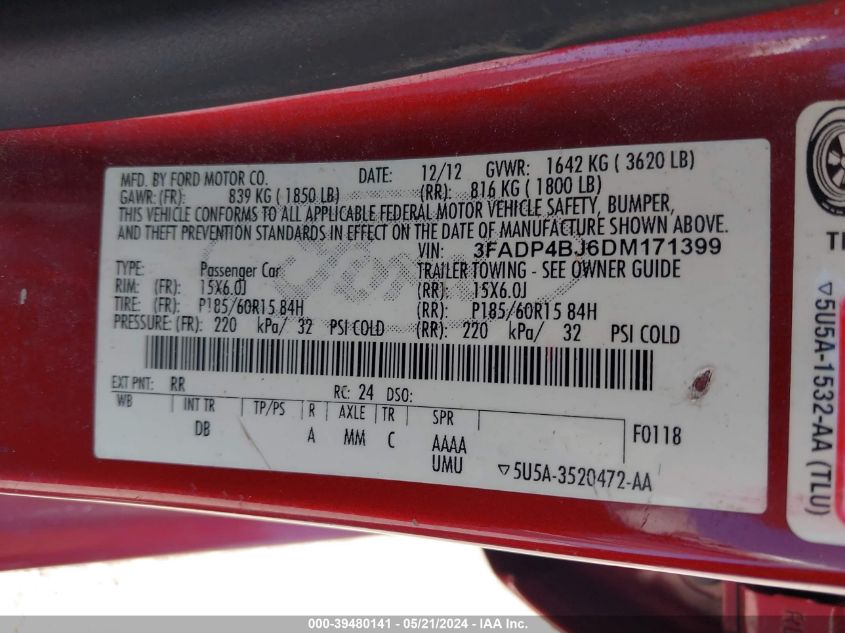 MFD. BY FORD MOTOR CO. DATE: 12/12 GVWR: 1642 KG ( 3620 LB)
GAWR: (FR): 839 KG ( 1850 LB) (RR): 816 KG ( 1800 LB)
THIS VEHICLE CONFORMS TO ALL APPLICABLE FEDERAL MOTOR VEHICLE SAFETY, BUMPER,
AND THEFT PREVENTION STANDARDS IN EFFECT ON THE DATE OF MANUFACTURE SHOWN ABOVE.
VIN: 3FADP4BJ6DM171399
TYPE: Passenger Car TRAILER TOWING - SEE OWNER GUIDE
RIM: (FR): 15X6.0J (RR): 15X6.0J
TIRE: (FR): P185/60R15 84H (RR): P185/60R15 84H
PRESSURE: (FR): 220 kPa/ 32 PSI COLD (RR): 220 kPa/ 32 PSI COLD
EXT PNT: RR RC: 24 DSO:
WB INT TR TP/PS R AXLE TR SPR
DB A MM C AAAA F0118
UMU ▽5U5A-3520472-AA
▽5U5A-1532-AA (TLU)
000-39480141 - 05/21/2024 - IAA Inc.